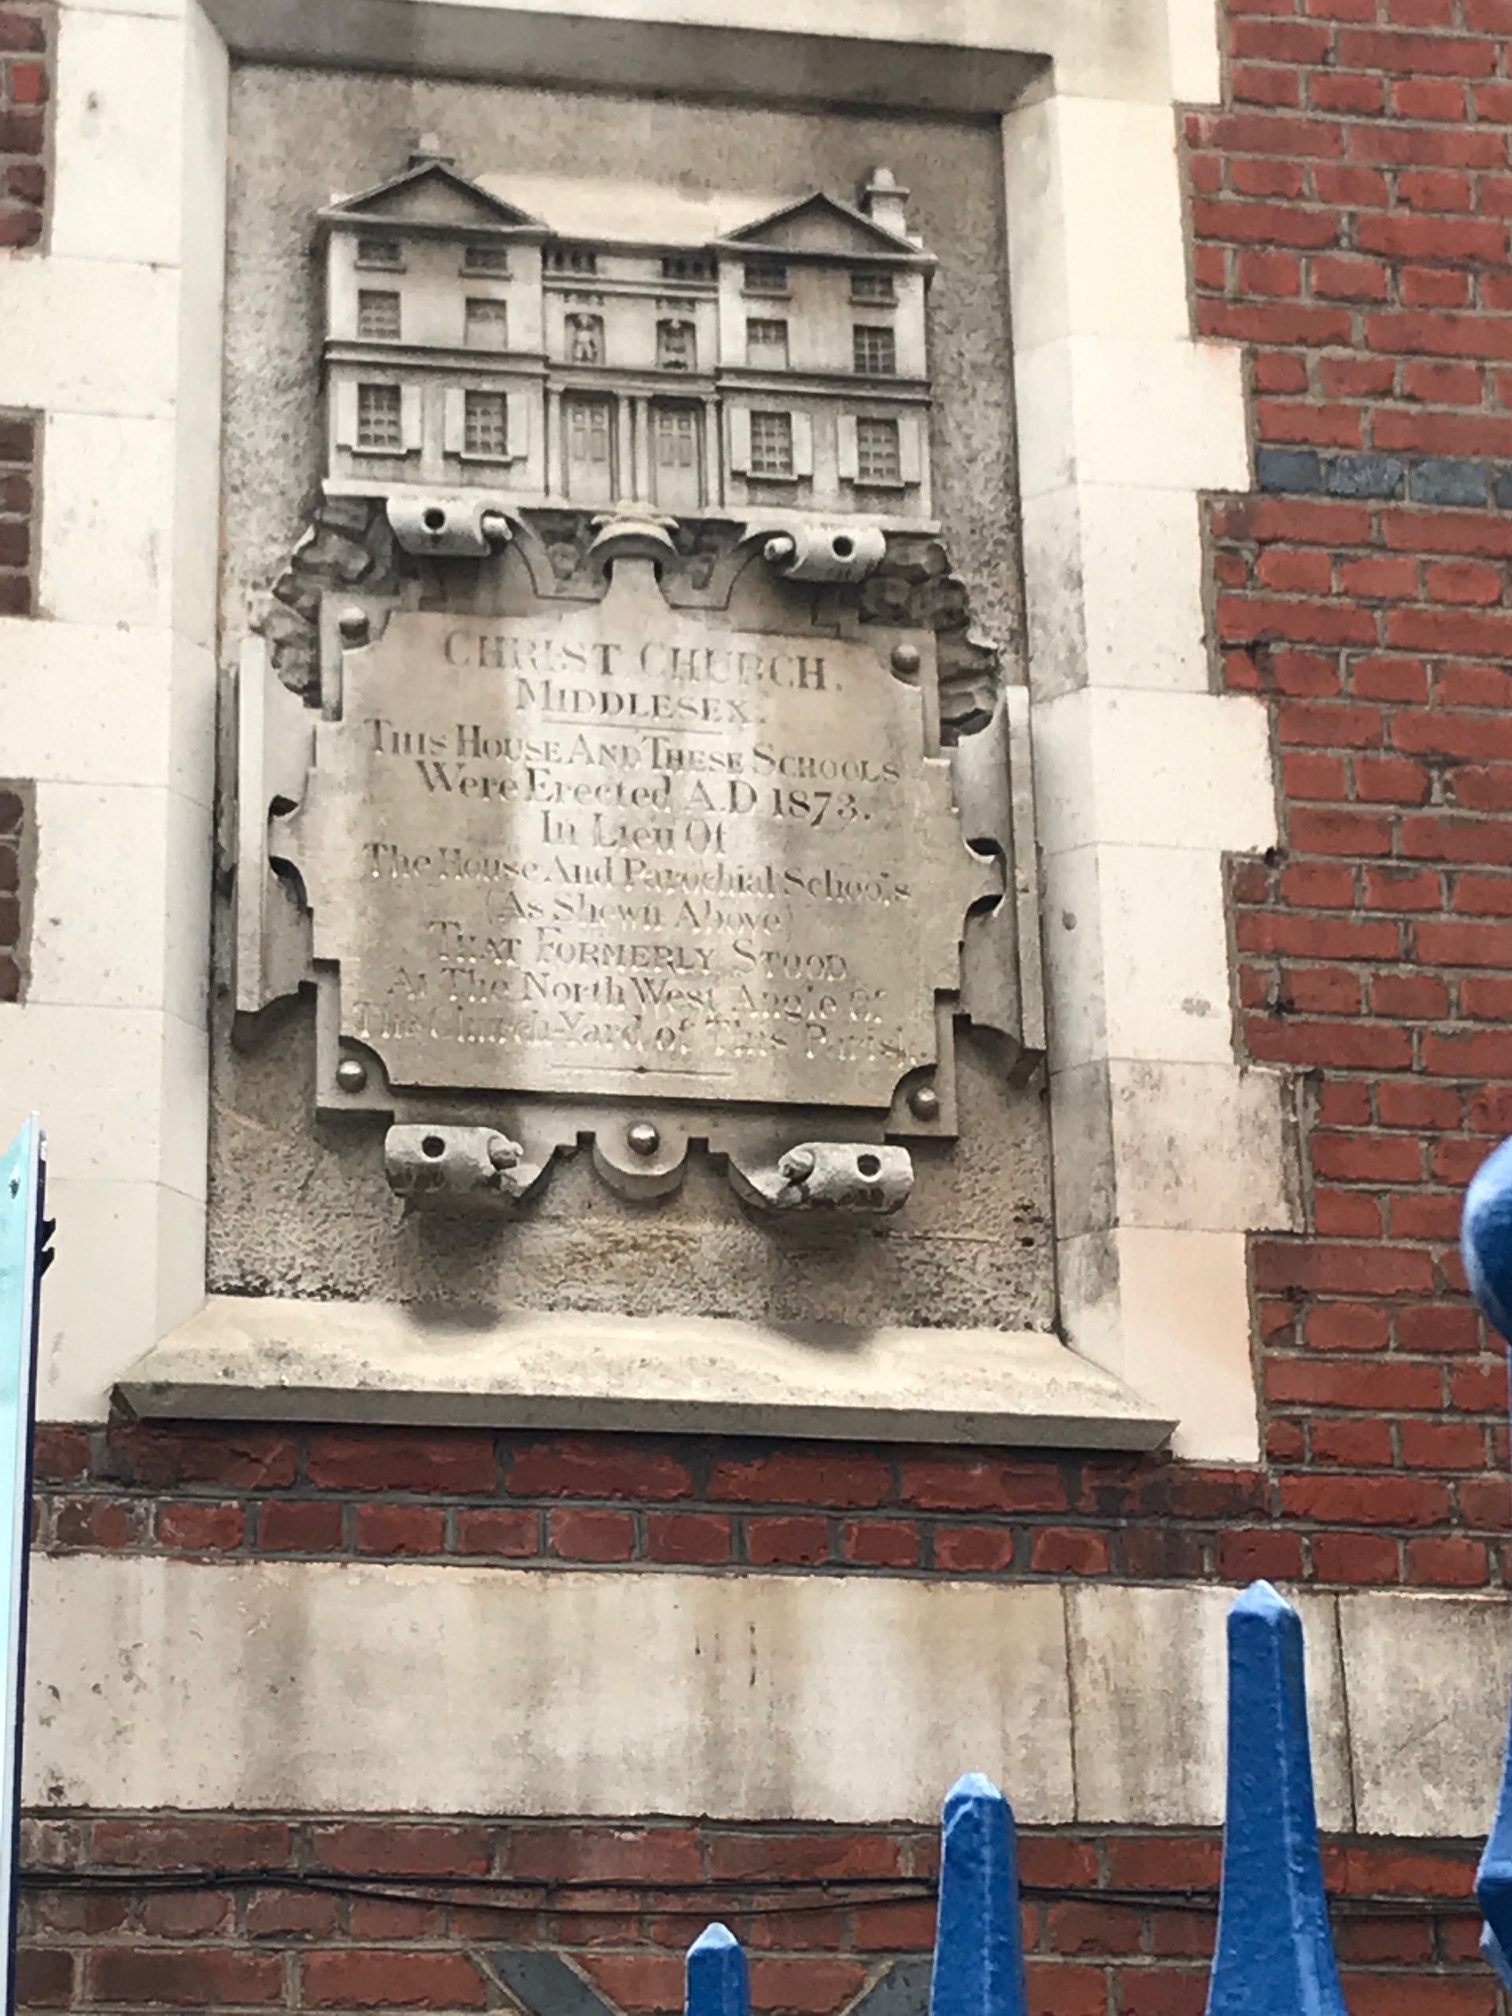 CHRIST CHURCH.
MIDDLESEX.
THIS HOUSE AND THESE SCHOOLS
Were Erected A.D 1873.
In Lieu Of
The House And Parochial Schools
(As Shewn Above)
THAT FORMERLY STOOD
At The North West Angle Of
The Church-Yard of This Parish.